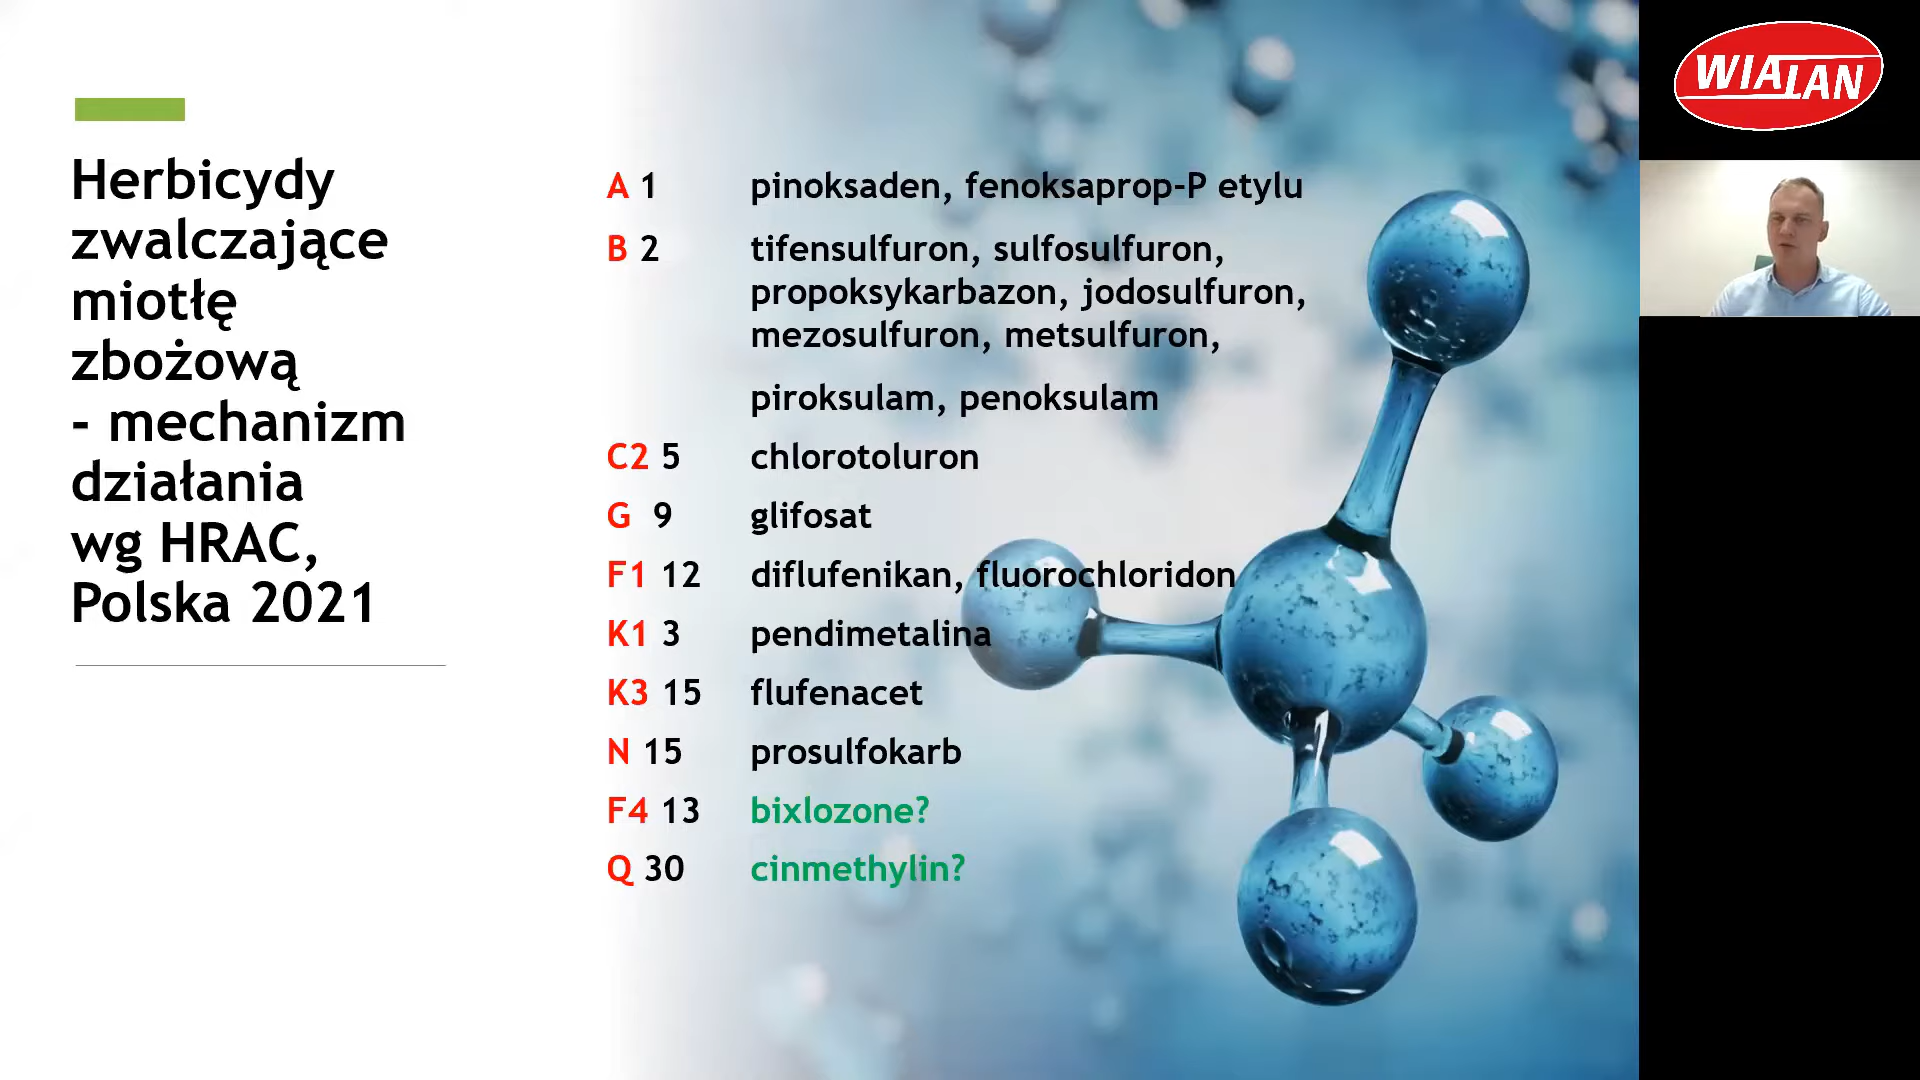 Herbicydy
zwalczające
miotłę
zbożową
- mechanizm
działania
wg HRAC,
Polska 2021
A 1 pinoksaden, fenoksaprop-P etylu
B 2 tifensulfuron, sulfosulfuron,
propoksykarbazon, jodosulfuron,
mezosulfuron, metsulfuron,
piroksulam, penoksulam
C2 5 chlorotoluron
G 9 glifosat
F1 12 diflufenikan, fluorochloridon
K1 3 pendimetalina
K3 15 flufenacet
N 15 prosulfokarb
F4 13 bixlozone?
Q 30 cinmethylin?
WIALAN